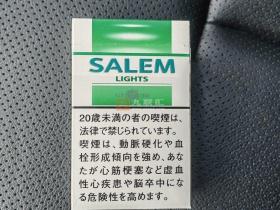 SALEM
LIGHTS
20歳未満の者の喫煙は、
法律で禁じられています。
喫煙は、動脈硬化や血
栓形成傾向を強め、あな
たが心筋梗塞など虚血
性心疾患や脳卒中にな
る危険性を高めます。